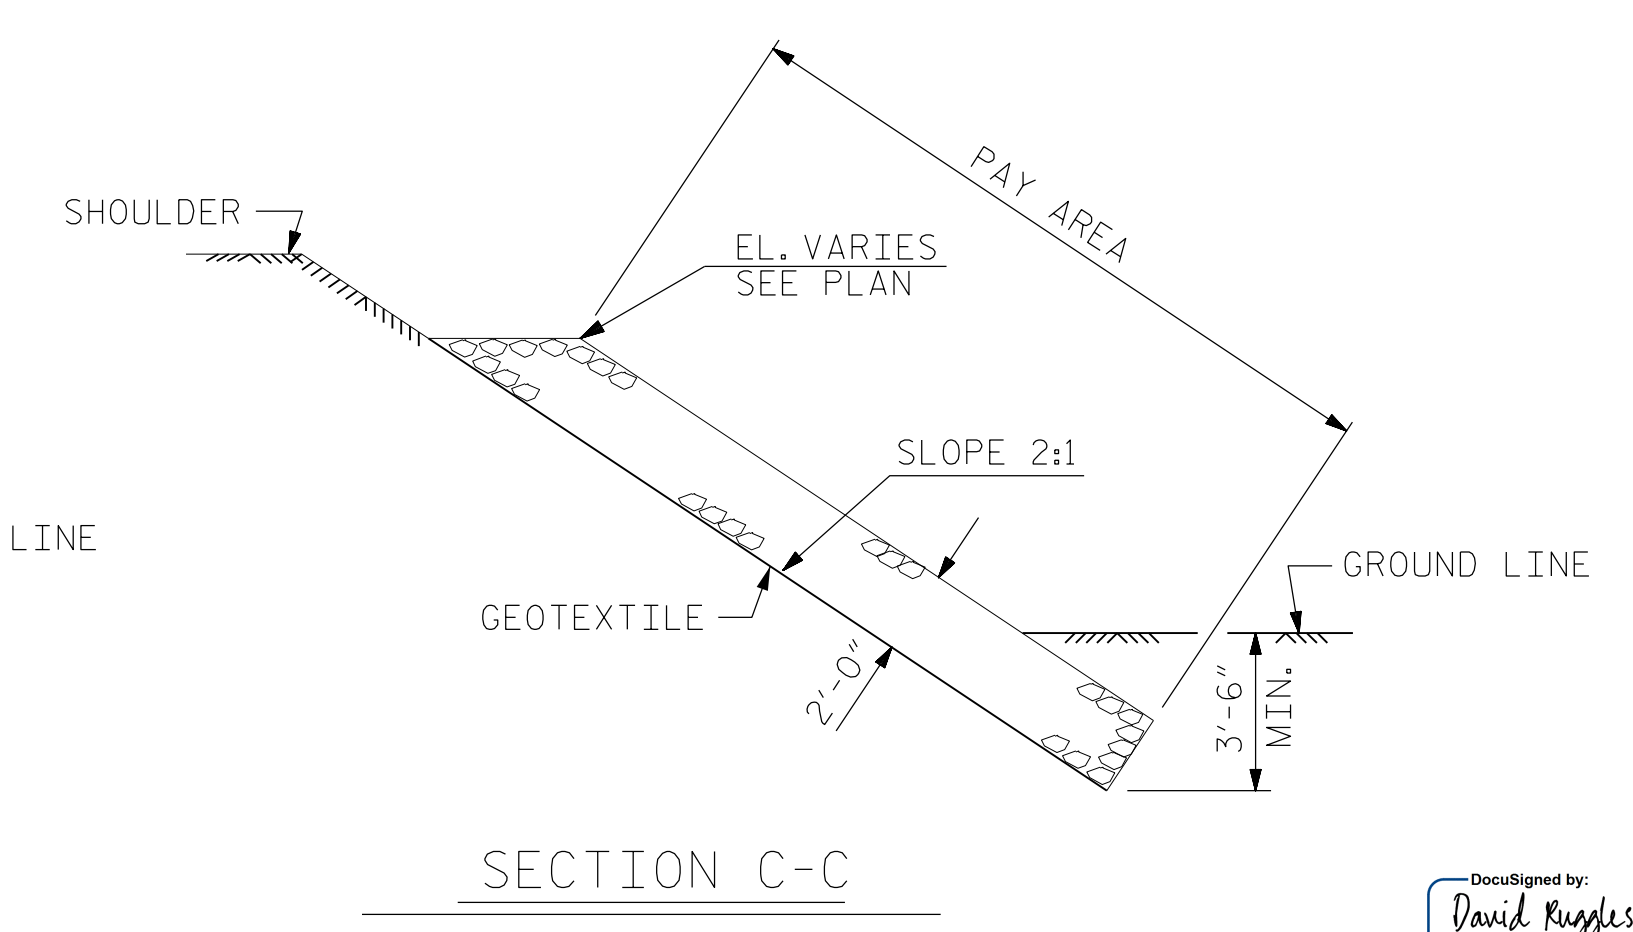 PAY AREA
SHOULDER
EL. VARIES
SEE PLAN
SLOPE 2:1
LINE
GROUND LINE
GEOTEXTILE
2'-0"
3'-6"
MIN.
SECTION C-C
DocuSigned by:
David Ruggles